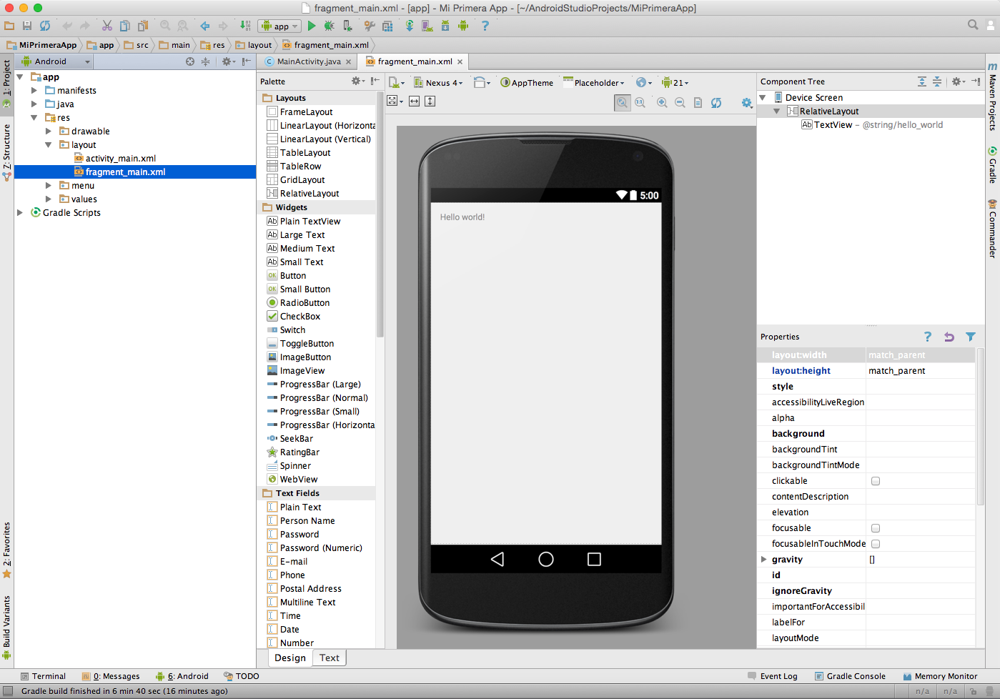 fragment_main.xml - [app] - Mi Primera App - [~/AndroidStudioProjects/MiPrimeraApp]
app
MiPrimeraApp
app
src
main
res
layout
fragment_main.xml
1: Project
Z: Structure
2: Favorites
Build Variants
Android
app
manifests
java
res
drawable
layout
activity_main.xml
fragment_main.xml
menu
values
Gradle Scripts
MainActivity.java
fragment_main.xml
Palette
Layouts
FrameLayout
LinearLayout (Horizonta
LinearLayout (Vertical)
TableLayout
TableRow
GridLayout
RelativeLayout
Widgets
Ab Plain TextView
Ab Large Text
Ab Medium Text
Ab Small Text
OK Button
OK Small Button
RadioButton
CheckBox
Switch
ToggleButton
ImageButton
ImageView
ProgressBar (Large)
ProgressBar (Normal)
ProgressBar (Small)
ProgressBar (Horizonta
SeekBar
RatingBar
Spinner
WebView
Text Fields
Plain Text
Person Name
Password
Password (Numeric)
E-mail
Phone
Postal Address
Multiline Text
Time
Date
Number
Design
Text
Nexus 4
AppTheme
Placeholder
21
1:1
5:00
Hello world!
Component Tree
Device Screen
RelativeLayout
Ab TextView - @string/hello_world
Properties
layout:width match_parent
layout:height match_parent
style
accessibilityLiveRegion
alpha
background
backgroundTint
backgroundTintMode
clickable
contentDescription
elevation
focusable
focusableInTouchMode
gravity []
id
ignoreGravity
importantForAccessibil
labelFor
layoutMode
m Maven Projects
Gradle
Commander
Terminal
0: Messages
6: Android
TODO
Event Log
Gradle Console
Memory Monitor
Gradle build finished in 6 min 40 sec (16 minutes ago)
n/a
n/a